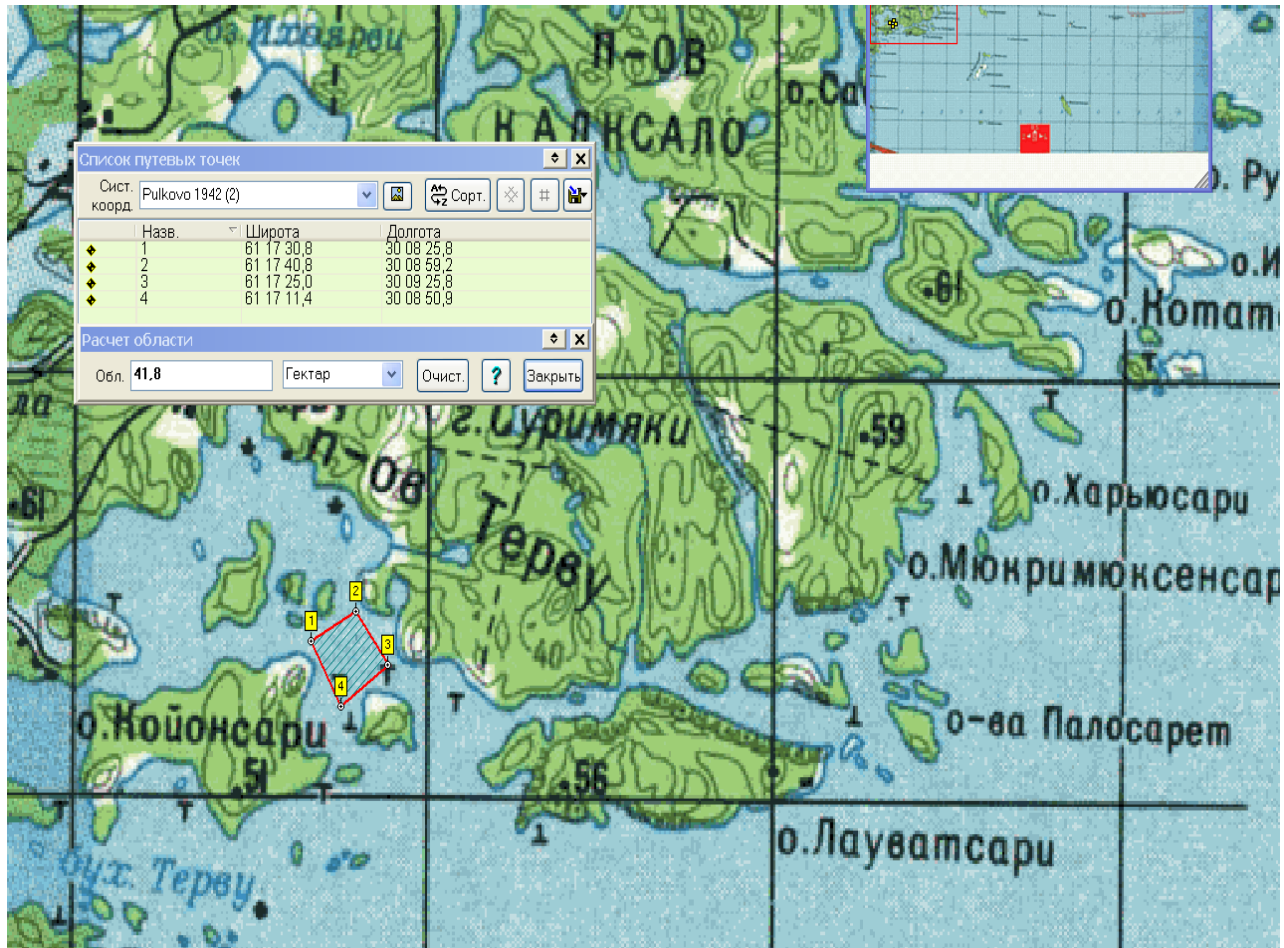 оз. Ихыярви
П-ОВ
КАЛКСАЛО
о.Са
о. Ру
о.И
о.Котат
.61
Список путевых точек
Сист. коорд. Pulkovo 1942 (2) Сорт. #
Назв. Широта Долгота
1 61 17 30,8 30 08 25,8
2 61 17 40,8 30 08 59,2
3 61 17 25,0 30 09 25,8
4 61 17 11,4 30 08 50,9
Расчет области
Обл. 41,8 Гектар Очист. ? Закрыть
ла
г.Суримяки
.59
п-ов Терву
.61
о.Харьюсари
о.Мюкримюксенсар
1
2
3
4
40
о.Койонсари
о-ва Паласарет
.51
.56
о.Лауватсари
бух. Терву